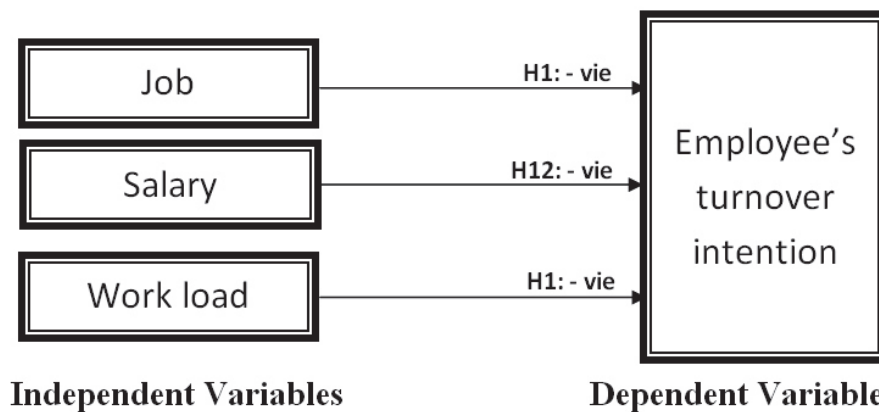 Job
H1: - vie
Salary
H12: - vie
Work load
H1: - vie
Employee’s
turnover
intention
Independent Variables
Dependent Variable